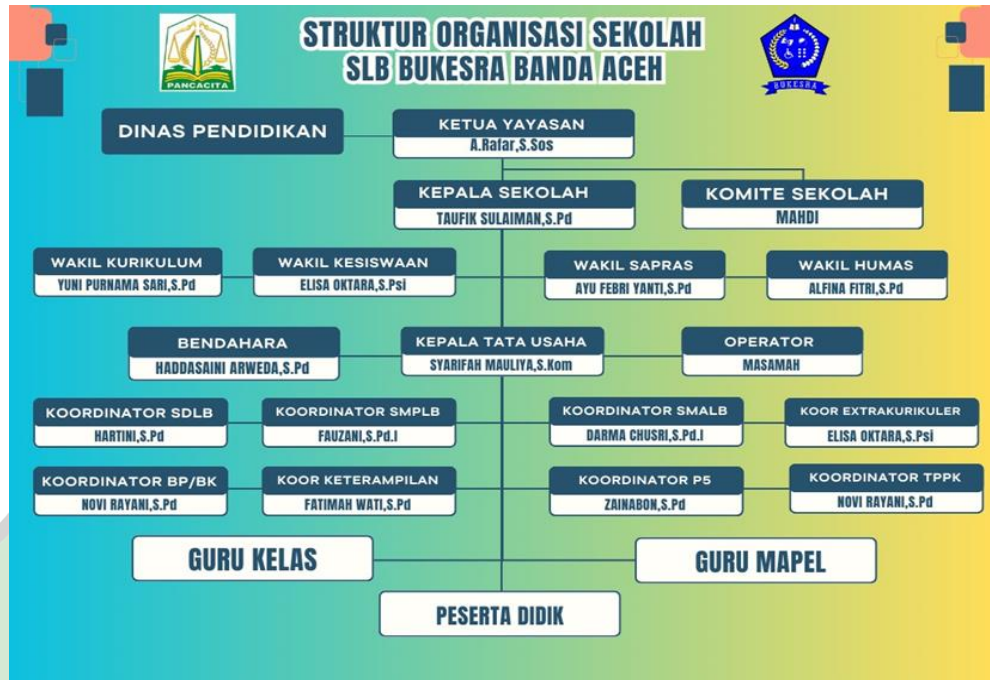 STRUKTUR ORGANISASI SEKOLAH
SLB BUKESRA BANDA ACEH
PANCACITA
BUKESRA
DINAS PENDIDIKAN
KETUA YAYASAN
A.Rafar,S.Sos
KEPALA SEKOLAH
TAUFIK SULAIMAN,S.Pd
KOMITE SEKOLAH
MAHDI
WAKIL KURIKULUM
YUNI PURNAMA SARI,S.Pd
WAKIL KESISWAAN
ELISA OKTARA,S.Psi
WAKIL SAPRAS
AYU FEBRI YANTI,S.Pd
WAKIL HUMAS
ALFINA FITRI,S.Pd
BENDAHARA
HADDASAINI ARWEDA,S.Pd
KEPALA TATA USAHA
SYARIFAH MAULIYA,S.Kom
OPERATOR
MASAMAH
KOORDINATOR SDLB
HARTINI,S.Pd
KOORDINATOR SMPLB
FAUZANI,S.Pd.I
KOORDINATOR SMALB
DARMA CHUSRI,S.Pd.I
KOOR EXTRAKURIKULER
ELISA OKTARA,S.Psi
KOORDINATOR BP/BK
NOVI RAYANI,S.Pd
KOOR KETERAMPILAN
FATIMAH WATI,S.Pd
KOORDINATOR P5
ZAINABON,S.Pd
KOORDINATOR TPPK
NOVI RAYANI,S.Pd
GURU KELAS
GURU MAPEL
PESERTA DIDIK